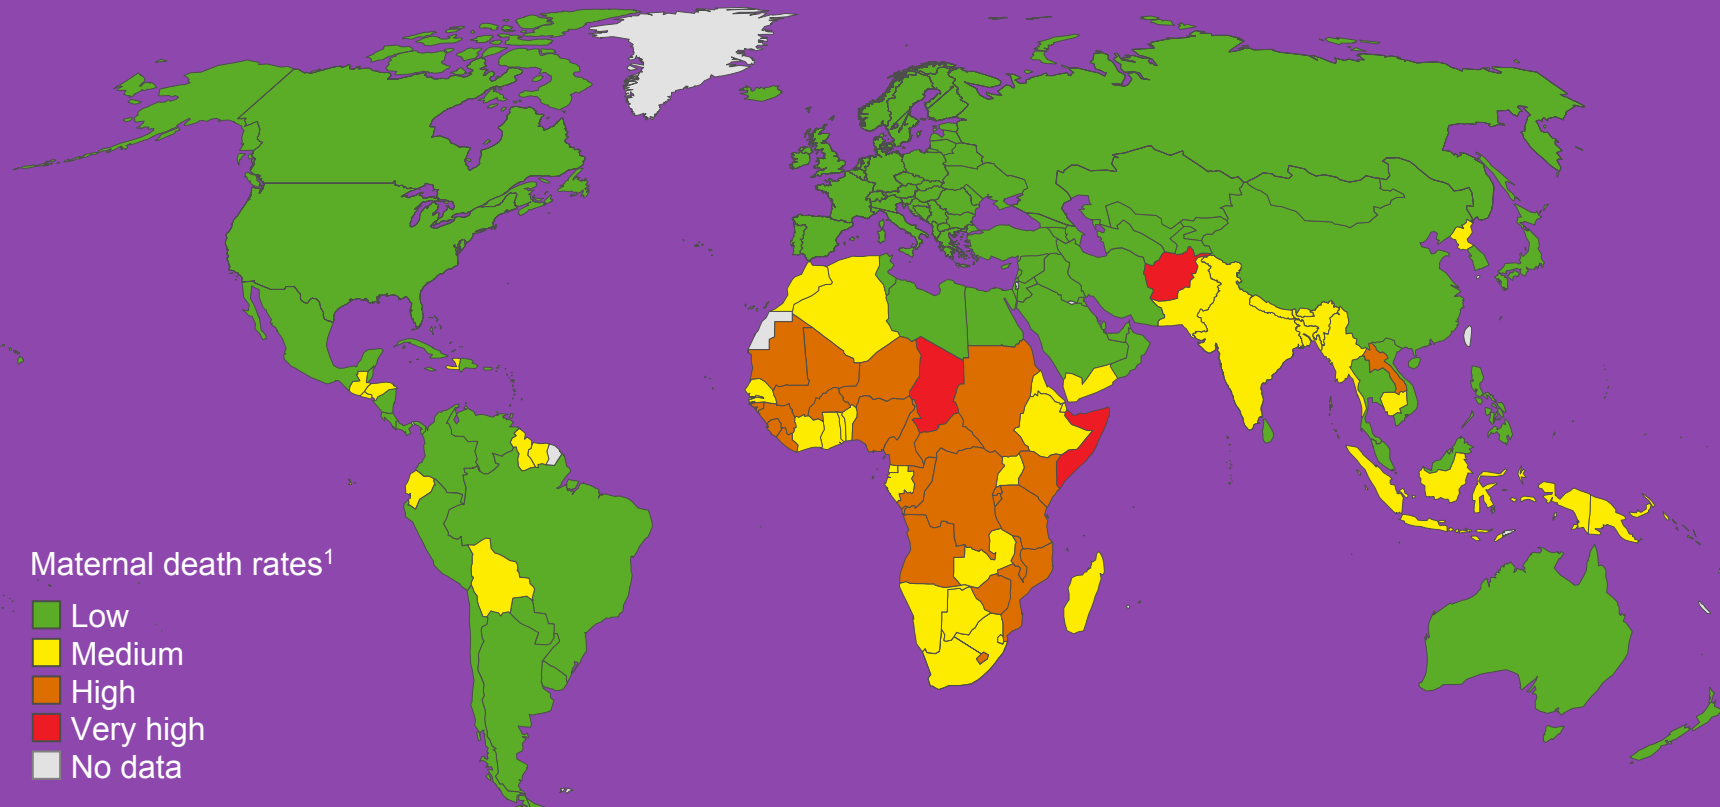 Maternal death rates¹
Low
Medium
High
Very high
No data